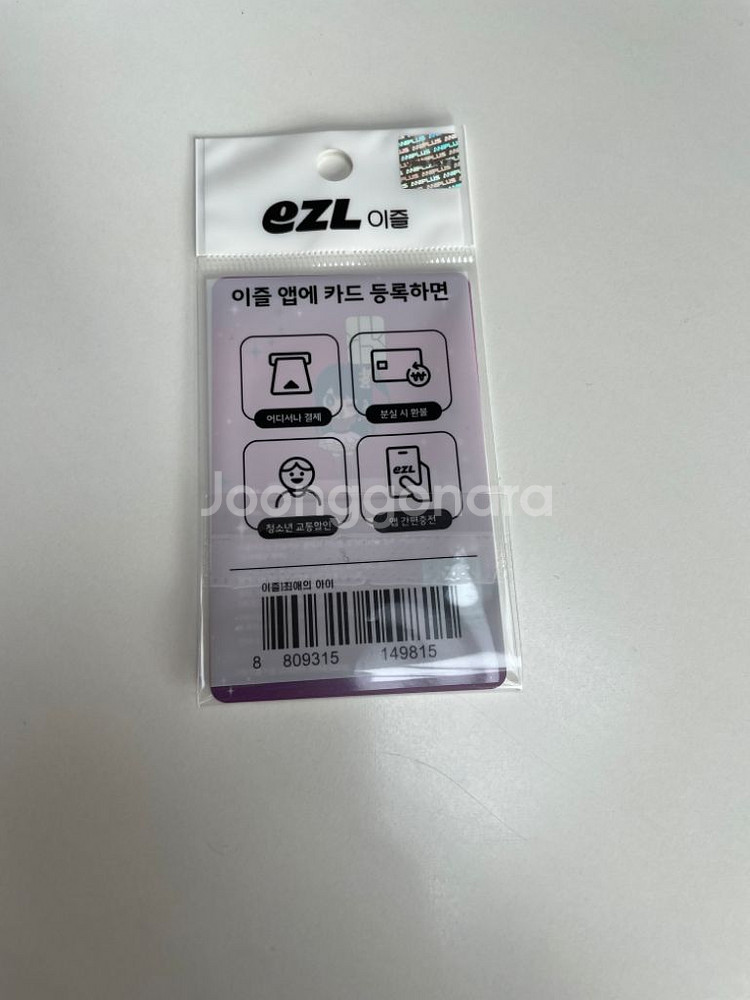 ezl 이즐
이즐 앱에 카드 등록하면
어디서나 결제
분실 시 환불
ezl
청소년 교통할인
앱 간편충전
Joonggonara
이즐|최애의 아이
8 809315 149815